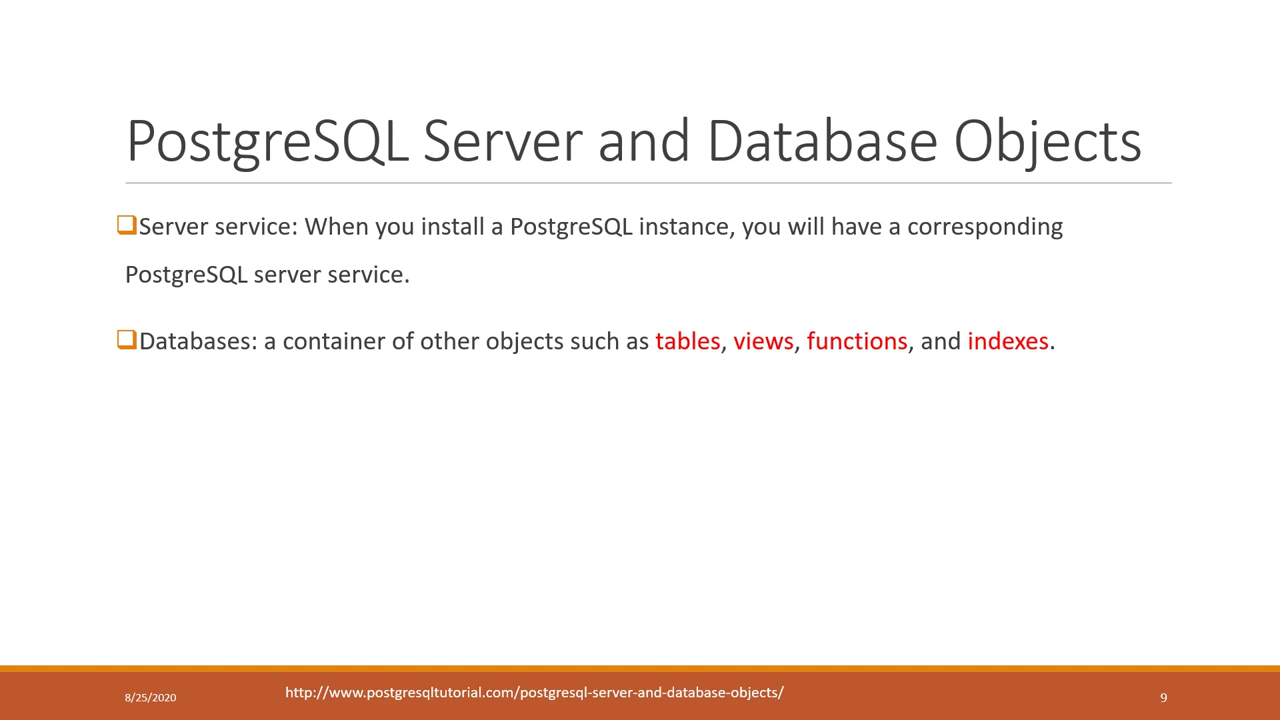 PostgreSQL Server and Database Objects
Server service: When you install a PostgreSQL instance, you will have a corresponding
PostgreSQL server service.
Databases: a container of other objects such as tables, views, functions, and indexes.
8/25/2020
http://www.postgresqltutorial.com/postgresql-server-and-database-objects/
9